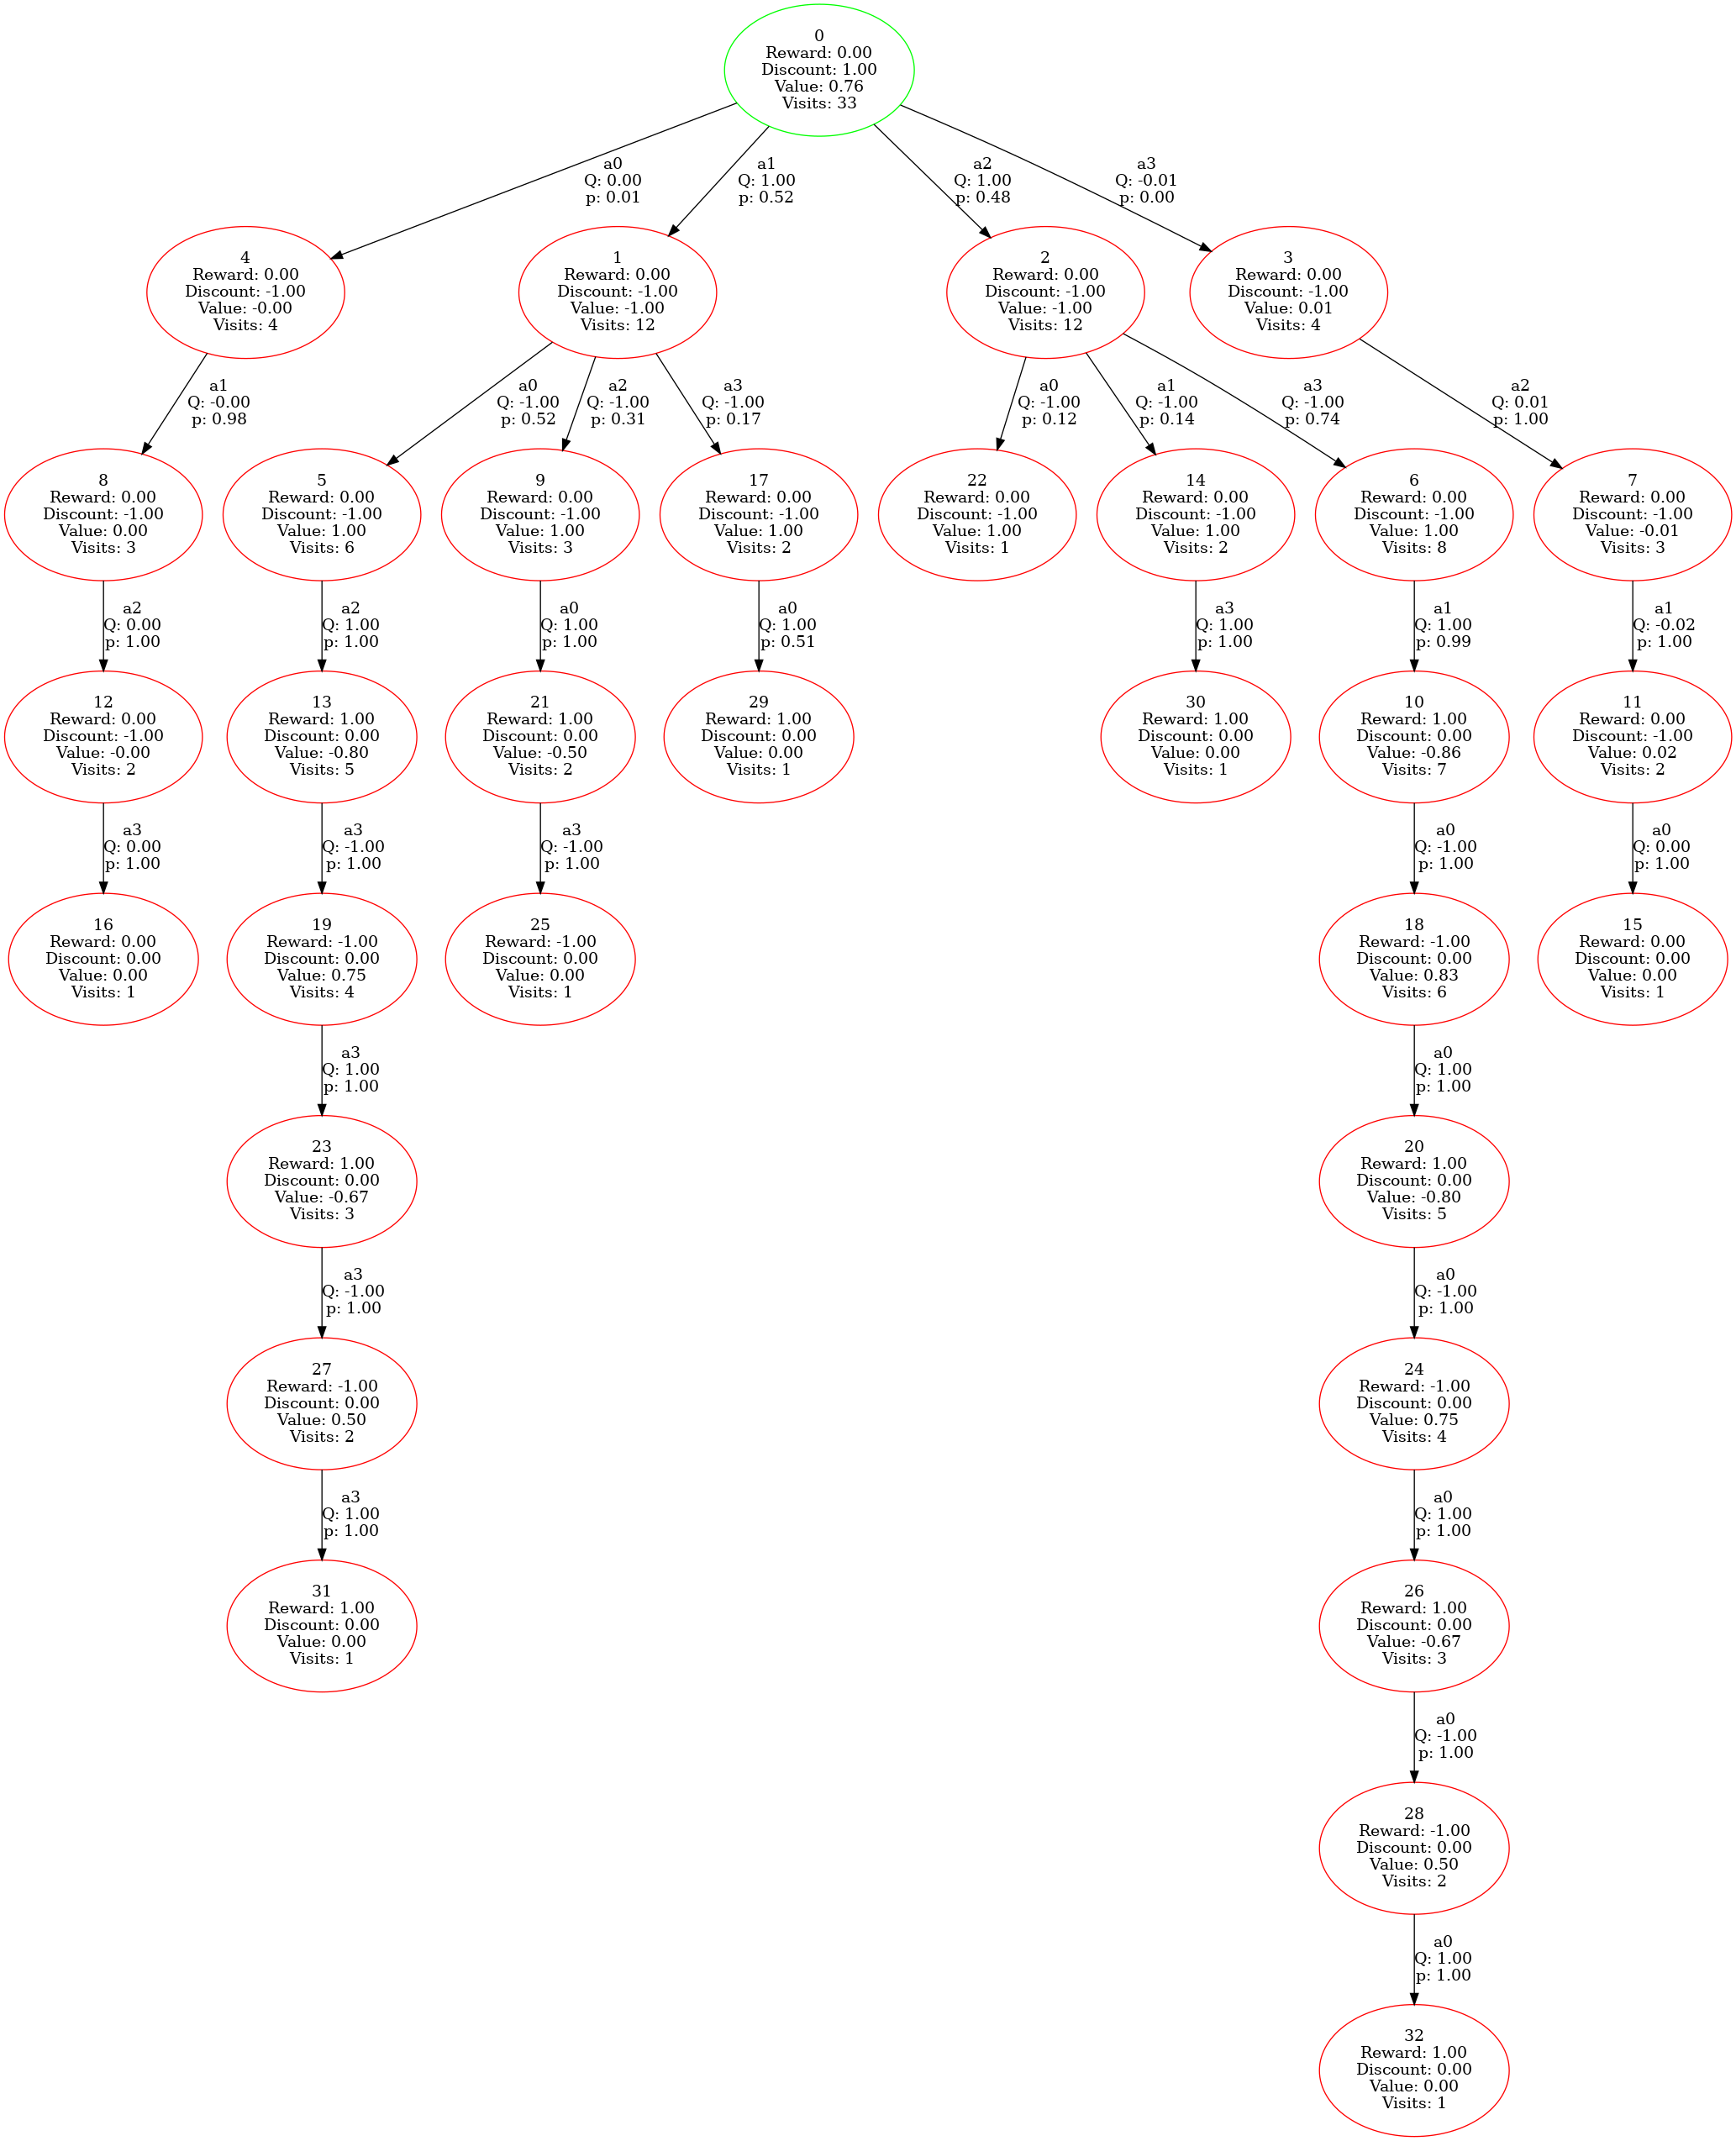 0
Reward: 0.00
Discount: 1.00
Value: 0.76
Visits: 33
a0
Q: 0.00
p: 0.01
a1
Q: 1.00
p: 0.52
a2
Q: 1.00
p: 0.48
a3
Q: -0.01
p: 0.00
4
Reward: 0.00
Discount: -1.00
Value: -0.00
Visits: 4
1
Reward: 0.00
Discount: -1.00
Value: -1.00
Visits: 12
2
Reward: 0.00
Discount: -1.00
Value: -1.00
Visits: 12
3
Reward: 0.00
Discount: -1.00
Value: 0.01
Visits: 4
a1
Q: -0.00
p: 0.98
a0
Q: -1.00
p: 0.52
a2
Q: -1.00
p: 0.31
a3
Q: -1.00
p: 0.17
a0
Q: -1.00
p: 0.12
a1
Q: -1.00
p: 0.14
a3
Q: -1.00
p: 0.74
a2
Q: 0.01
p: 1.00
8
Reward: 0.00
Discount: -1.00
Value: 0.00
Visits: 3
5
Reward: 0.00
Discount: -1.00
Value: 1.00
Visits: 6
9
Reward: 0.00
Discount: -1.00
Value: 1.00
Visits: 3
17
Reward: 0.00
Discount: -1.00
Value: 1.00
Visits: 2
22
Reward: 0.00
Discount: -1.00
Value: 1.00
Visits: 1
14
Reward: 0.00
Discount: -1.00
Value: 1.00
Visits: 2
6
Reward: 0.00
Discount: -1.00
Value: 1.00
Visits: 8
7
Reward: 0.00
Discount: -1.00
Value: -0.01
Visits: 3
a2
Q: 0.00
p: 1.00
a2
Q: 1.00
p: 1.00
a0
Q: 1.00
p: 1.00
a0
Q: 1.00
p: 0.51
a3
Q: 1.00
p: 1.00
a1
Q: 1.00
p: 0.99
a1
Q: -0.02
p: 1.00
12
Reward: 0.00
Discount: -1.00
Value: -0.00
Visits: 2
13
Reward: 1.00
Discount: 0.00
Value: -0.80
Visits: 5
21
Reward: 1.00
Discount: 0.00
Value: -0.50
Visits: 2
29
Reward: 1.00
Discount: 0.00
Value: 0.00
Visits: 1
30
Reward: 1.00
Discount: 0.00
Value: 0.00
Visits: 1
10
Reward: 1.00
Discount: 0.00
Value: -0.86
Visits: 7
11
Reward: 0.00
Discount: -1.00
Value: 0.02
Visits: 2
a3
Q: 0.00
p: 1.00
a3
Q: -1.00
p: 1.00
a3
Q: -1.00
p: 1.00
a0
Q: -1.00
p: 1.00
a0
Q: 0.00
p: 1.00
16
Reward: 0.00
Discount: 0.00
Value: 0.00
Visits: 1
19
Reward: -1.00
Discount: 0.00
Value: 0.75
Visits: 4
25
Reward: -1.00
Discount: 0.00
Value: 0.00
Visits: 1
18
Reward: -1.00
Discount: 0.00
Value: 0.83
Visits: 6
15
Reward: 0.00
Discount: 0.00
Value: 0.00
Visits: 1
a3
Q: 1.00
p: 1.00
a0
Q: 1.00
p: 1.00
23
Reward: 1.00
Discount: 0.00
Value: -0.67
Visits: 3
20
Reward: 1.00
Discount: 0.00
Value: -0.80
Visits: 5
a3
Q: -1.00
p: 1.00
a0
Q: -1.00
p: 1.00
27
Reward: -1.00
Discount: 0.00
Value: 0.50
Visits: 2
24
Reward: -1.00
Discount: 0.00
Value: 0.75
Visits: 4
a3
Q: 1.00
p: 1.00
a0
Q: 1.00
p: 1.00
31
Reward: 1.00
Discount: 0.00
Value: 0.00
Visits: 1
26
Reward: 1.00
Discount: 0.00
Value: -0.67
Visits: 3
a0
Q: -1.00
p: 1.00
28
Reward: -1.00
Discount: 0.00
Value: 0.50
Visits: 2
a0
Q: 1.00
p: 1.00
32
Reward: 1.00
Discount: 0.00
Value: 0.00
Visits: 1